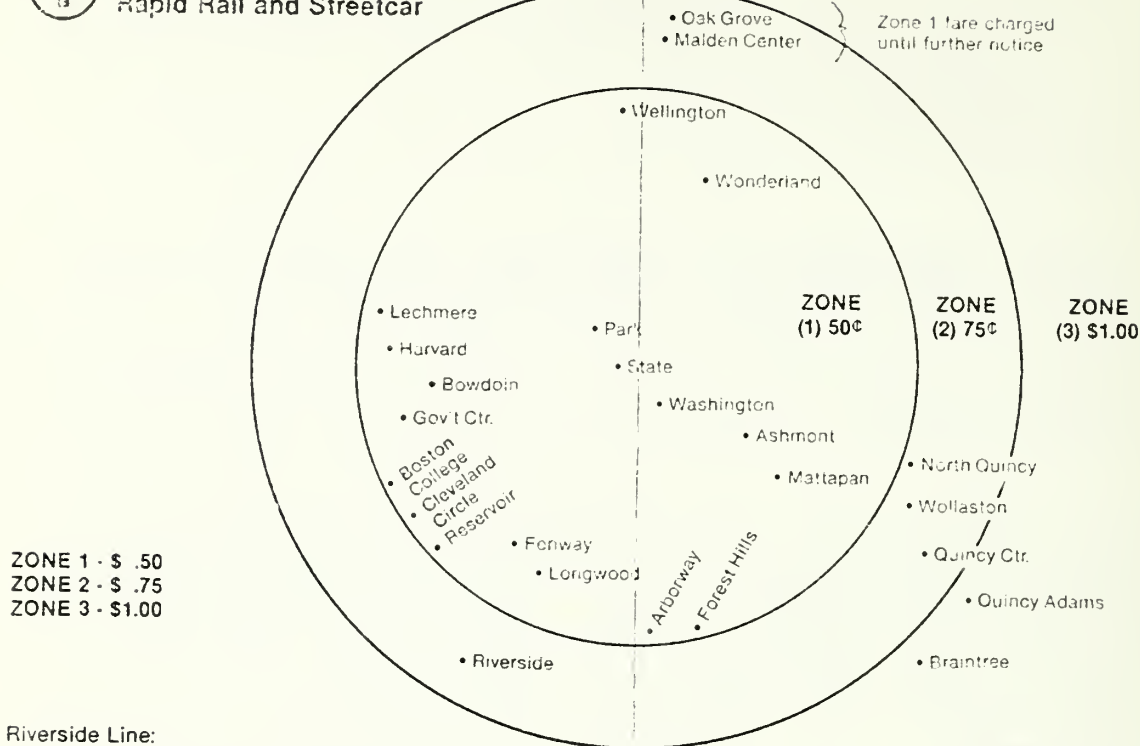 Rapid Rail and Streetcar
• Oak Grove
• Malden Center
Zone 1 fare charged
until further notice
• Wellington
• Wonderland
• Lechmere
• Harvard
• Bowdoin
• Gov't Ctr.
• Boston
College
• Cleveland
Circle
• Reservoir
• Fenway
• Longwood
• Park
• State
• Washington
• Ashmont
• Mattapan
• Arborway
• Forest Hills
ZONE
(1) 50¢
ZONE
(2) 75¢
ZONE
(3) $1.00
• North Quincy
• Wollaston
• Quincy Ctr.
• Quincy Adams
• Braintree
• Riverside
ZONE 1 - $ .50
ZONE 2 - $ .75
ZONE 3 - $1.00
Riverside Line: